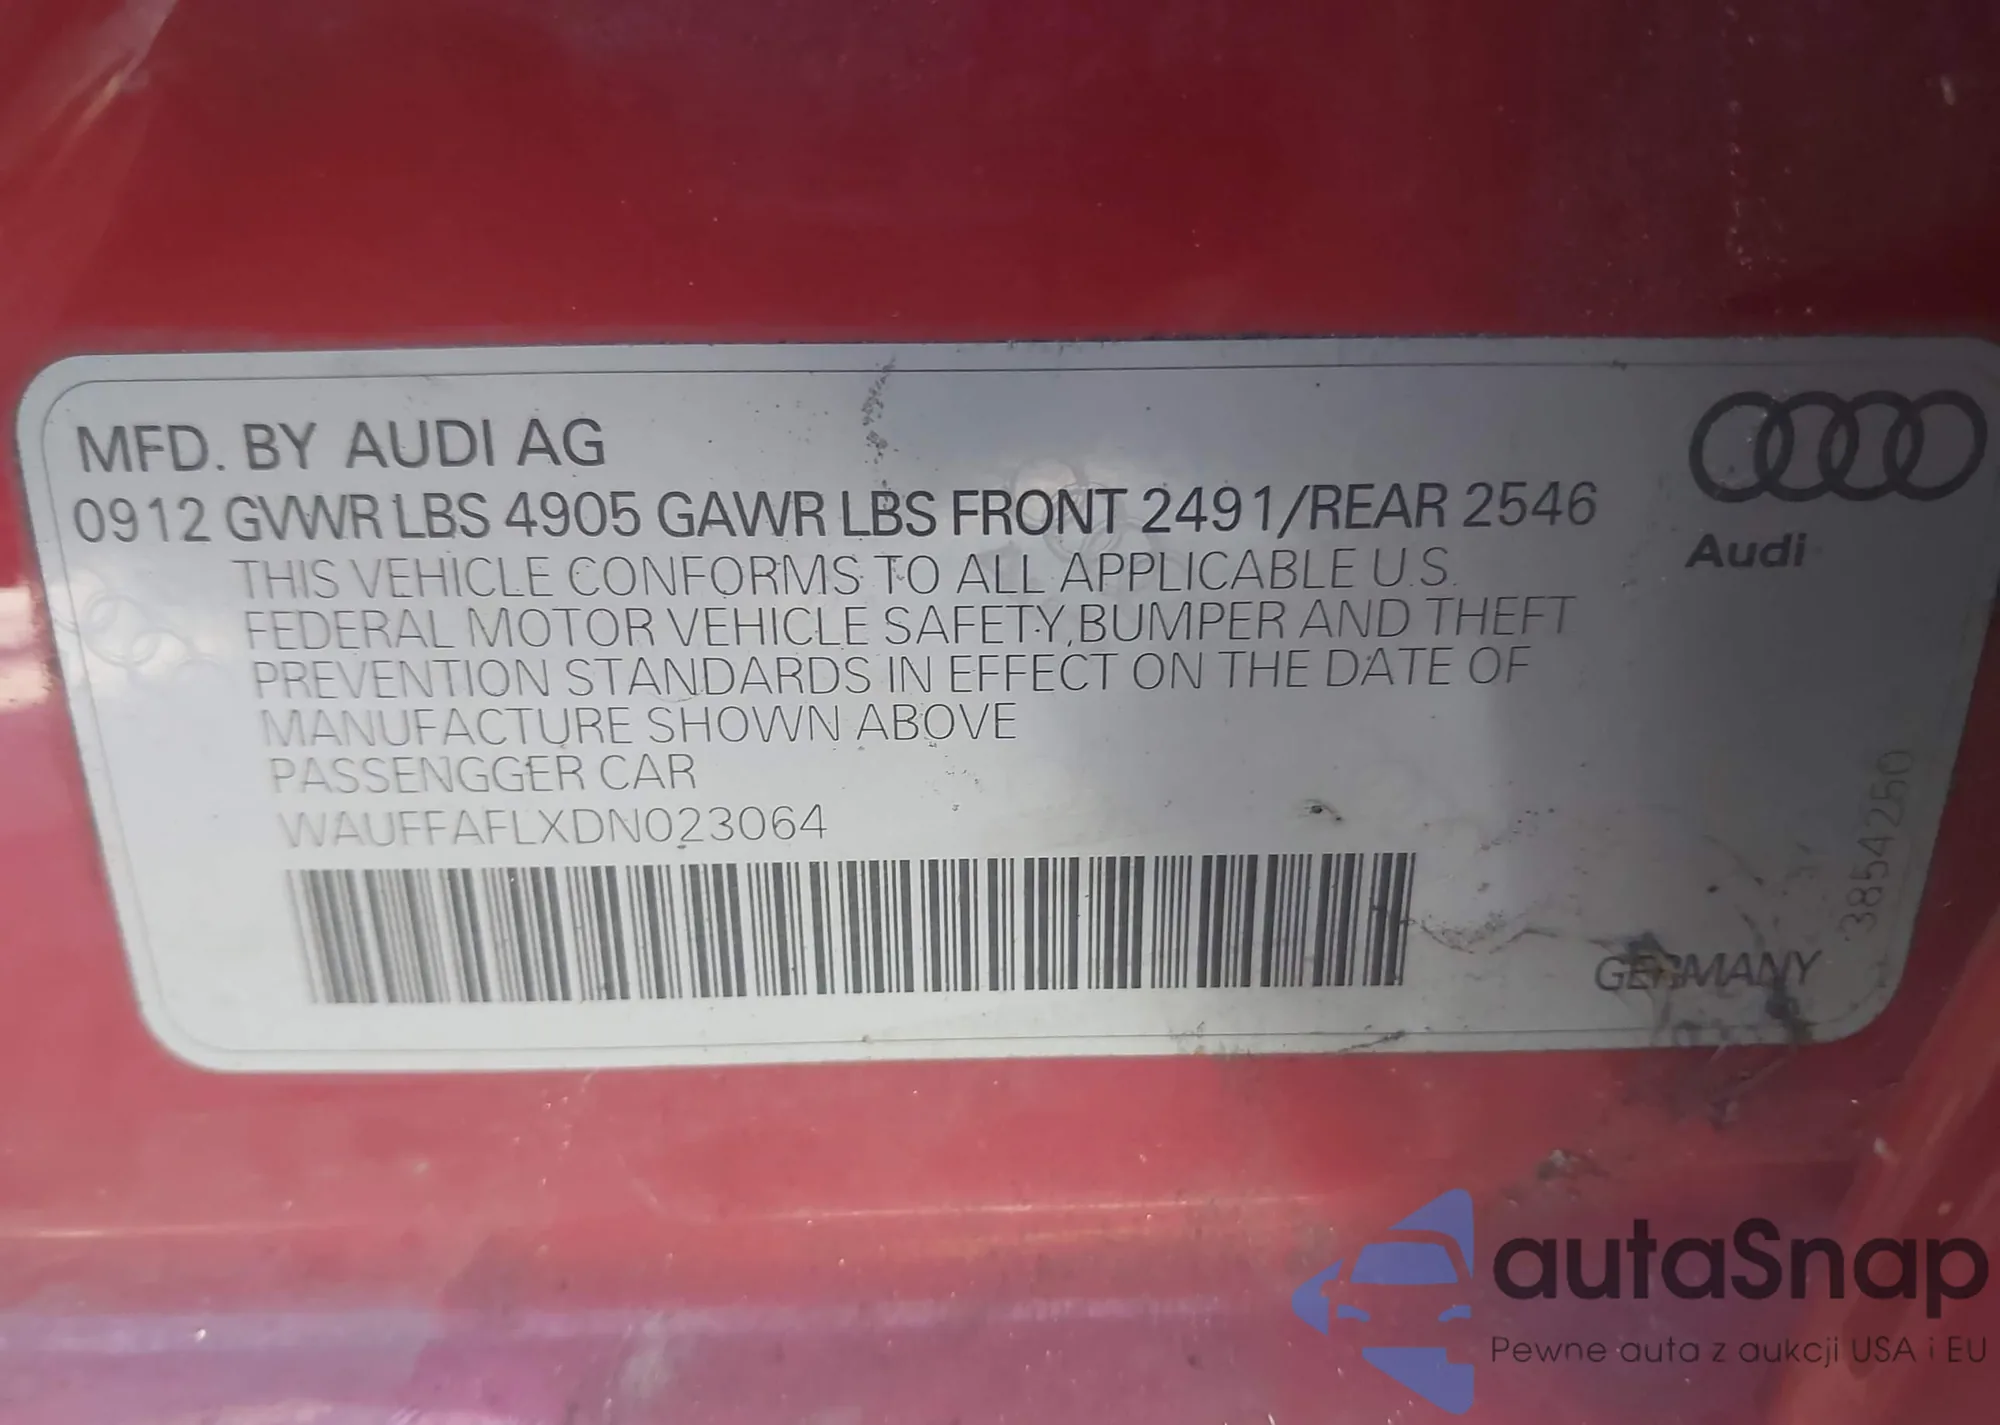 MFD. BY AUDI AG
0912 GVWR LBS 4905 GAWR LBS FRONT 2491/REAR 2546
THIS VEHICLE CONFORMS TO ALL APPLICABLE U.S.
FEDERAL MOTOR VEHICLE SAFETY, BUMPER AND THEFT
PREVENTION STANDARDS IN EFFECT ON THE DATE OF
MANUFACTURE SHOWN ABOVE
PASSENGGER CAR
WAUFFAFLXDN023064
Audi
GERMANY
3854250
autaSnap
Pewne auta z aukcji USA i EU